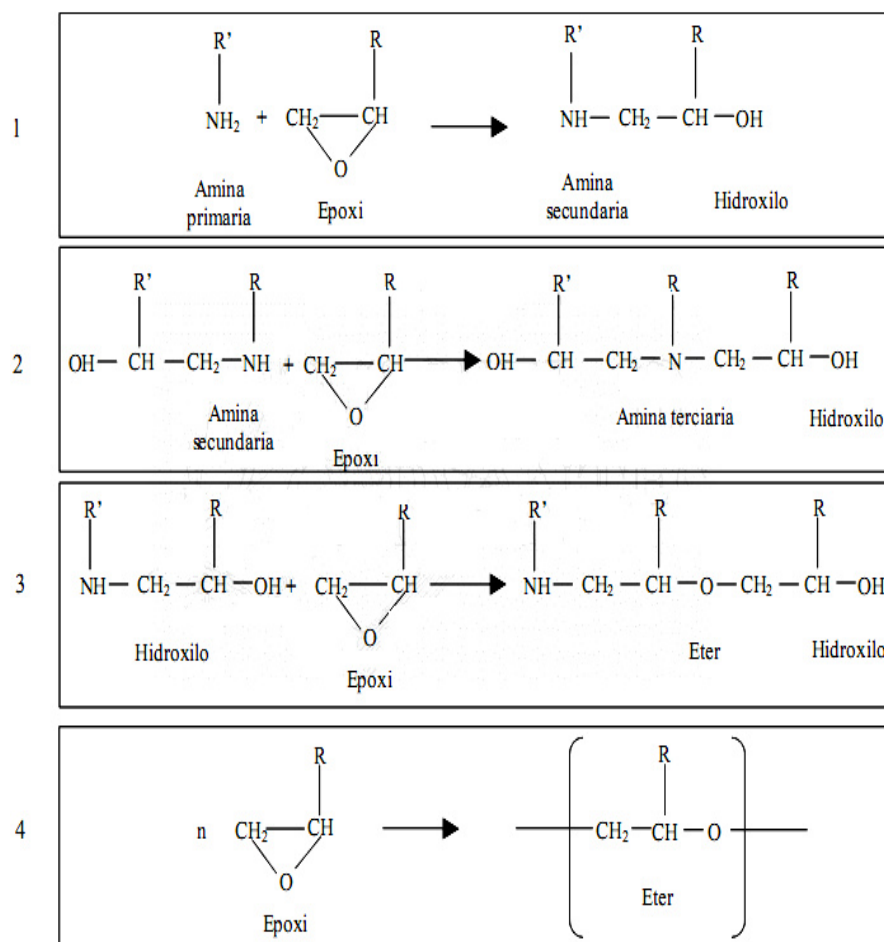 R' R
R' R
1 NH2 + CH2 CH NH CH2 CH OH
O
Amina primaria Epoxi Amina secundaria Hidroxilo
R' R R R' R R
2 OH CH CH2 NH + CH2 CH OH CH CH2 N CH2 CH OH
O
Amina secundaria Epoxi Amina terciaria Hidroxilo
R' R R R' R R
3 NH CH2 CH OH + CH2 CH NH CH2 CH O CH2 CH OH
O
Hidroxilo Epoxi Eter Hidroxilo
R R
4 n CH2 CH CH2 CH O
O
Epoxi Eter